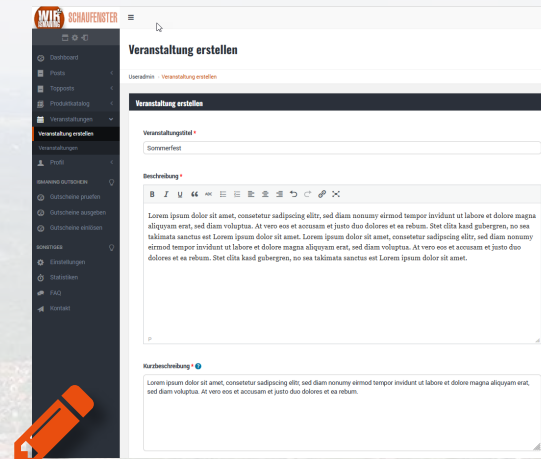 WIR
ISMANING
SCHAUFENSTER
Dashboard
Posts
Topposts
Produktkatalog
Veranstaltungen
Veranstaltung erstellen
Veranstaltungen
Profil
ISMANING GUTSCHEIN
Gutscheine pruefen
Gutscheine ausgeben
Gutscheine einlösen
SONSTIGES
Einstellungen
Statistiken
FAQ
Kontakt
Veranstaltung erstellen
Useradmin - Veranstaltung erstellen
Veranstaltung erstellen
Veranstaltungstitel *
Sommerfest
Beschreibung *
B I U “ ABC
Lorem ipsum dolor sit amet, consetetur sadipscing elitr, sed diam nonumy eirmod tempor invidunt ut labore et dolore magna
aliquyam erat, sed diam voluptua. At vero eos et accusam et justo duo dolores et ea rebum. Stet clita kasd gubergren, no sea
takimata sanctus est Lorem ipsum dolor sit amet. Lorem ipsum dolor sit amet, consetetur sadipscing elitr, sed diam nonumy
eirmod tempor invidunt ut labore et dolore magna aliquyam erat, sed diam voluptua. At vero eos et accusam et justo duo
dolores et ea rebum. Stet clita kasd gubergren, no sea takimata sanctus est Lorem ipsum dolor sit amet.
p
Kurzbeschreibung * ?
Lorem ipsum dolor sit amet, consetetur sadipscing elitr, sed diam nonumy eirmod tempor invidunt ut labore et dolore magna aliquyam erat,
sed diam voluptua. At vero eos et accusam et justo duo dolores et ea rebum.